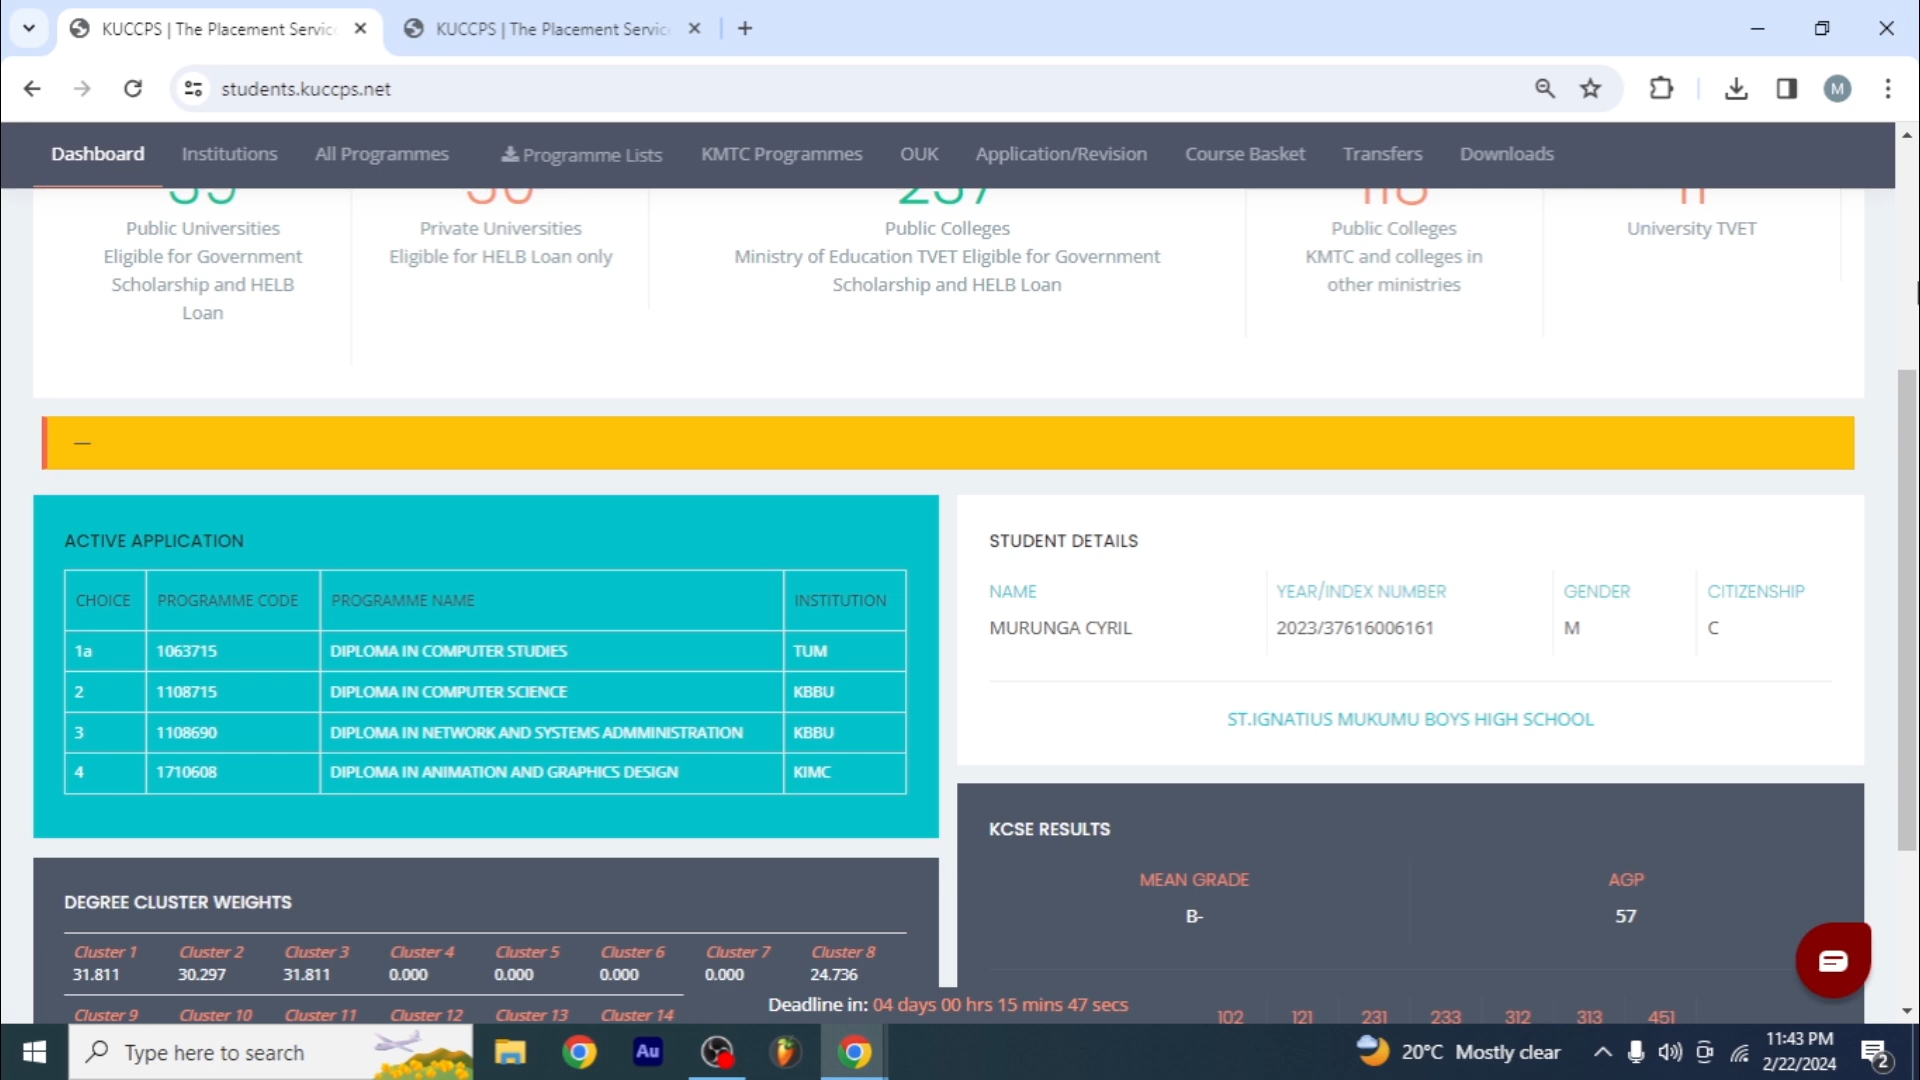 KUCCPS | The Placement Servic
KUCCPS | The Placement Servic
students.kuccps.net
M
Dashboard
Institutions
All Programmes
Programme Lists
KMTC Programmes
OUK
Application/Revision
Course Basket
Transfers
Downloads
Public Universities
Eligible for Government
Scholarship and HELB
Loan
Private Universities
Eligible for HELB Loan only
Public Colleges
Ministry of Education TVET Eligible for Government
Scholarship and HELB Loan
Public Colleges
KMTC and colleges in
other ministries
University TVET
—
ACTIVE APPLICATION
CHOICE PROGRAMME CODE PROGRAMME NAME INSTITUTION
1a 1063715 DIPLOMA IN COMPUTER STUDIES TUM
2 1108715 DIPLOMA IN COMPUTER SCIENCE KBBU
3 1108690 DIPLOMA IN NETWORK AND SYSTEMS ADMMINISTRATION KBBU
4 1710608 DIPLOMA IN ANIMATION AND GRAPHICS DESIGN KIMC
STUDENT DETAILS
NAME YEAR/INDEX NUMBER GENDER CITIZENSHIP
MURUNGA CYRIL 2023/37616006161 M C
ST.IGNATIUS MUKUMU BOYS HIGH SCHOOL
DEGREE CLUSTER WEIGHTS
Cluster 1 Cluster 2 Cluster 3 Cluster 4 Cluster 5 Cluster 6 Cluster 7 Cluster 8
31.811 30.297 31.811 0.000 0.000 0.000 0.000 24.736
Cluster 9 Cluster 10 Cluster 11 Cluster 12 Cluster 13 Cluster 14
KCSE RESULTS
MEAN GRADE AGP
B- 57
102 121 231 233 312 313 451
Deadline in: 04 days 00 hrs 15 mins 47 secs
Type here to search
Au
20°C Mostly clear
11:43 PM
2/22/2024
2